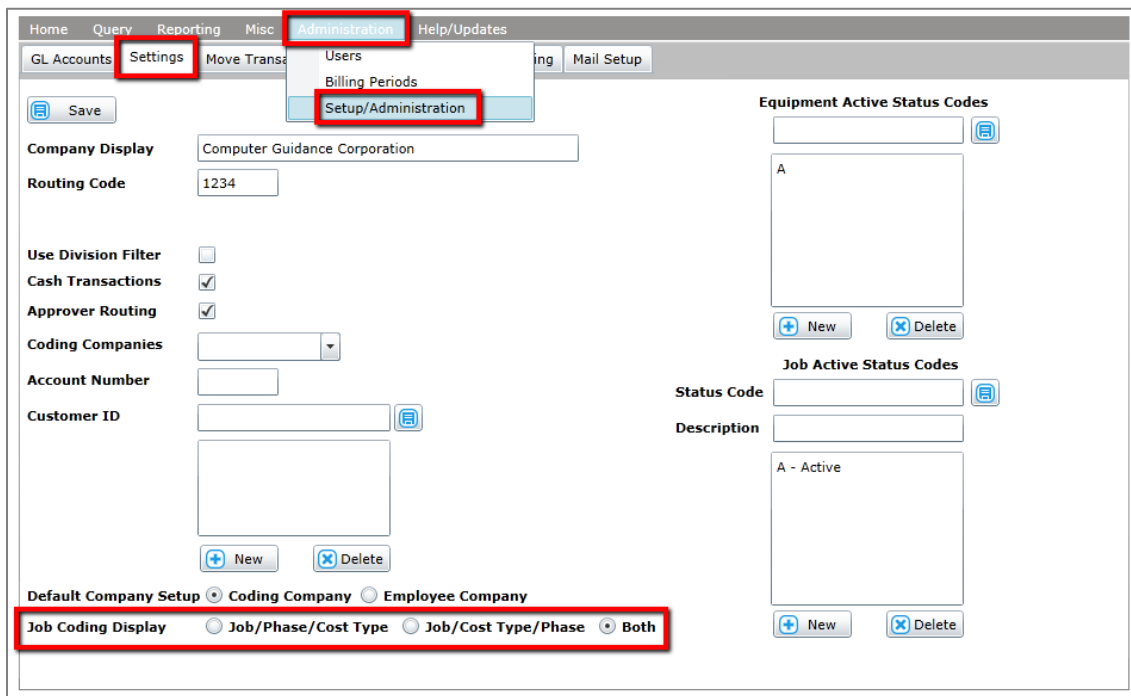 Home Query Reporting Misc Administration Help/Updates
GL Accounts Settings Move Transa ing Mail Setup
Users
Billing Periods
Setup/Administration
Save
Company Display Computer Guidance Corporation
Routing Code 1234
Use Division Filter
Cash Transactions
Approver Routing
Coding Companies
Account Number
Customer ID
New Delete
Default Company Setup Coding Company Employee Company
Job Coding Display Job/Phase/Cost Type Job/Cost Type/Phase Both
Equipment Active Status Codes
A
New Delete
Job Active Status Codes
Status Code
Description
A - Active
New Delete